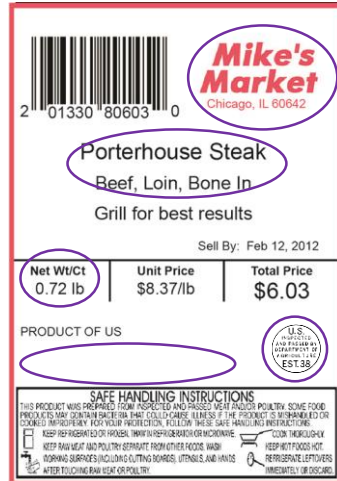 Mike's
Market
Chicago, IL 60642
2 01330 80603 0
Porterhouse Steak
Beef, Loin, Bone In
Grill for best results
Sell By: Feb 12, 2012
Net Wt/Ct Unit Price Total Price
0.72 lb $8.37/lb $6.03
PRODUCT OF US
U.S.
INSPECTED
AND PASSED BY
DEPARTMENT OF
AGRICULTURE
EST.38
SAFE HANDLING INSTRUCTIONS
THIS PRODUCT WAS PREPARED FROM INSPECTED AND PASSED MEAT AND/OR POULTRY. SOME FOOD
PRODUCTS MAY CONTAIN BACTERIA THAT COULD CAUSE ILLNESS IF THE PRODUCT IS MISHANDLED OR
COOKED IMPROPERLY. FOR YOUR PROTECTION, FOLLOW THESE SAFE HANDLING INSTRUCTIONS.
KEEP REFRIGERATED OR FROZEN. THAW IN REFRIGERATOR OR MICROWAVE.
KEEP RAW MEAT AND POULTRY SEPARATE FROM OTHER FOODS. WASH
WORKING SURFACES (INCLUDING CUTTING BOARDS), UTENSILS, AND HANDS
AFTER TOUCHING RAW MEAT OR POULTRY.
COOK THOROUGHLY.
KEEP HOT FOODS HOT.
REFRIGERATE LEFTOVERS
IMMEDIATELY OR DISCARD.